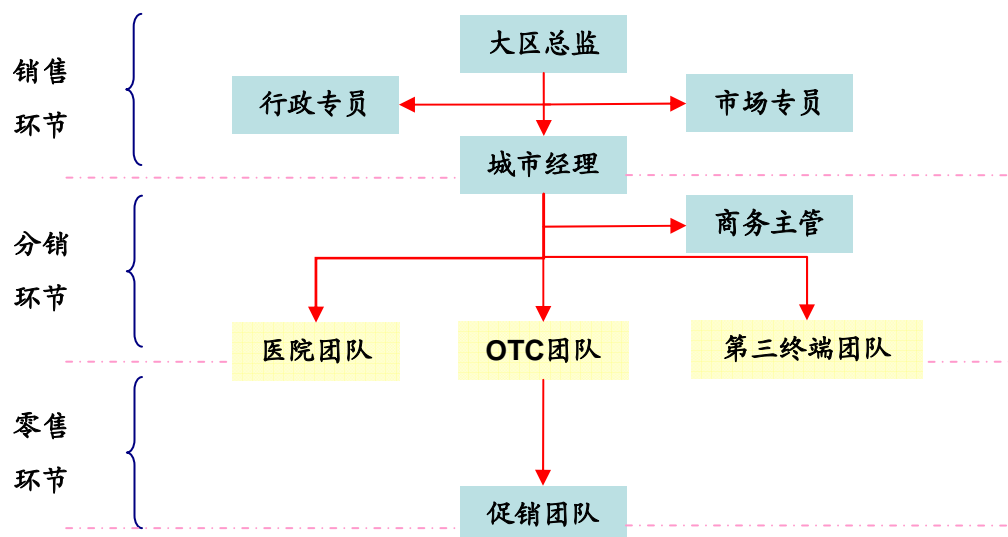 大区总监
销售
环节
行政专员
市场专员
城市经理
分销
环节
商务主管
医院团队
OTC团队
第三终端团队
零售
环节
促销团队